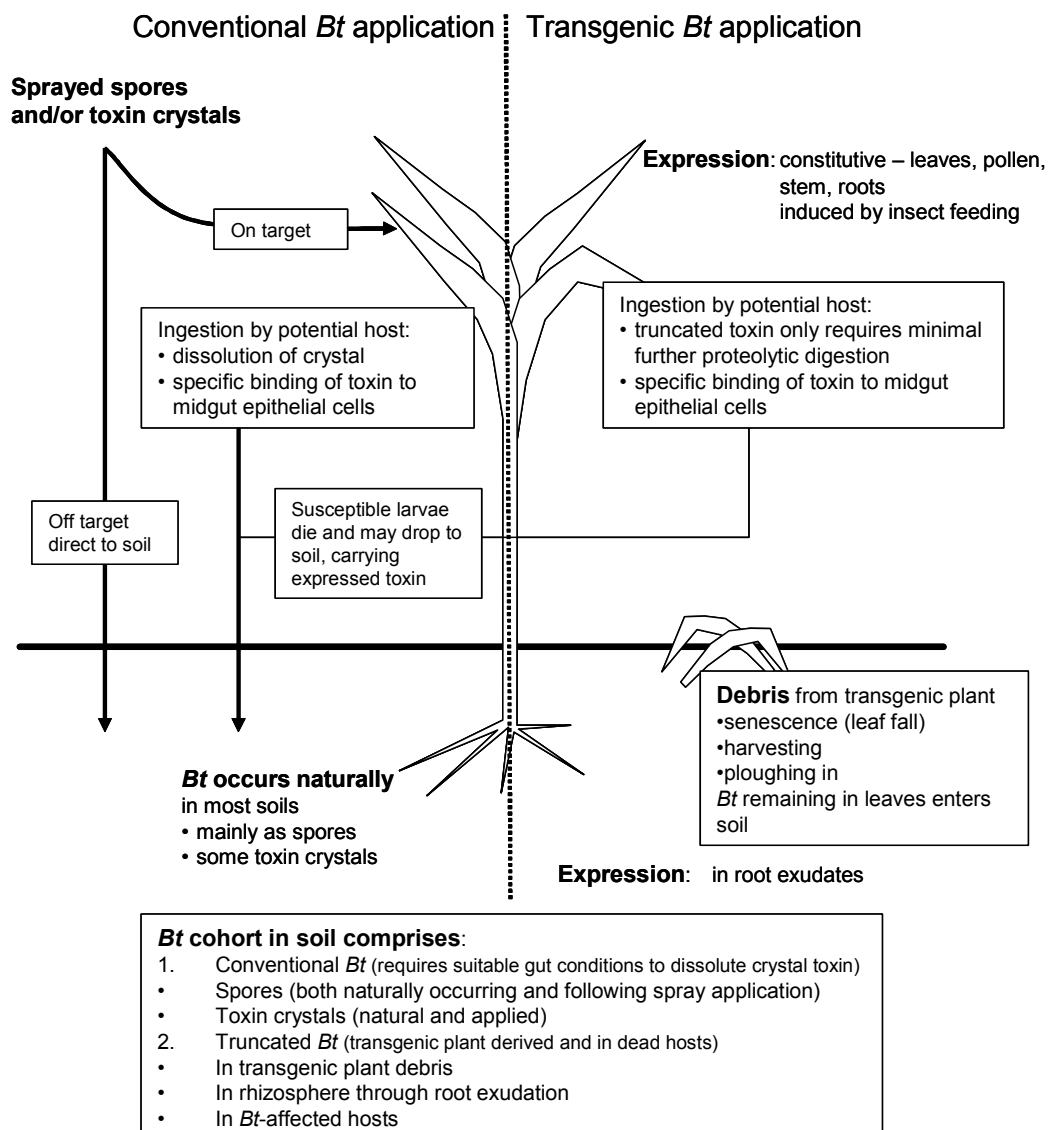 Conventional Bt application
Transgenic Bt application
Sprayed spores
and/or toxin crystals
On target
Expression: constitutive – leaves, pollen,
stem, roots
induced by insect feeding
Ingestion by potential host:
• dissolution of crystal
• specific binding of toxin to
midgut epithelial cells
Ingestion by potential host:
• truncated toxin only requires minimal
further proteolytic digestion
• specific binding of toxin to midgut
epithelial cells
Off target
direct to soil
Susceptible larvae
die and may drop to
soil, carrying
expressed toxin
Debris from transgenic plant
•senescence (leaf fall)
•harvesting
•ploughing in
Bt remaining in leaves enters
soil
Bt occurs naturally
in most soils
• mainly as spores
• some toxin crystals
Expression: in root exudates
Bt cohort in soil comprises:
1. Conventional Bt (requires suitable gut conditions to dissolute crystal toxin)
• Spores (both naturally occurring and following spray application)
• Toxin crystals (natural and applied)
2. Truncated Bt (transgenic plant derived and in dead hosts)
• In transgenic plant debris
• In rhizosphere through root exudation
• In Bt-affected hosts